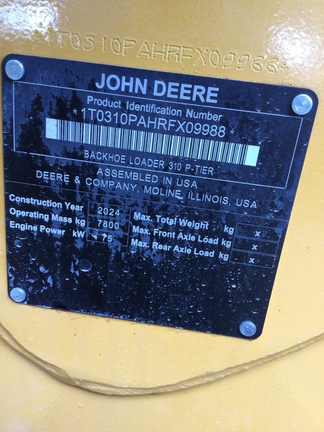 1T0310PAHRFX09988
JOHN DEERE
Product Identification Number
* 1T0310PAHRFX09988 *
BACKHOE LOADER 310 P-TIER
ASSEMBLED IN USA
DEERE & COMPANY MOLINE, ILLINOIS, USA
Construction Year 2024 Max. Total Weight kg x
Operating Mass kg 7800 Max. Front Axle Load kg x
Engine Power kW 75 Max. Rear Axle Load kg x